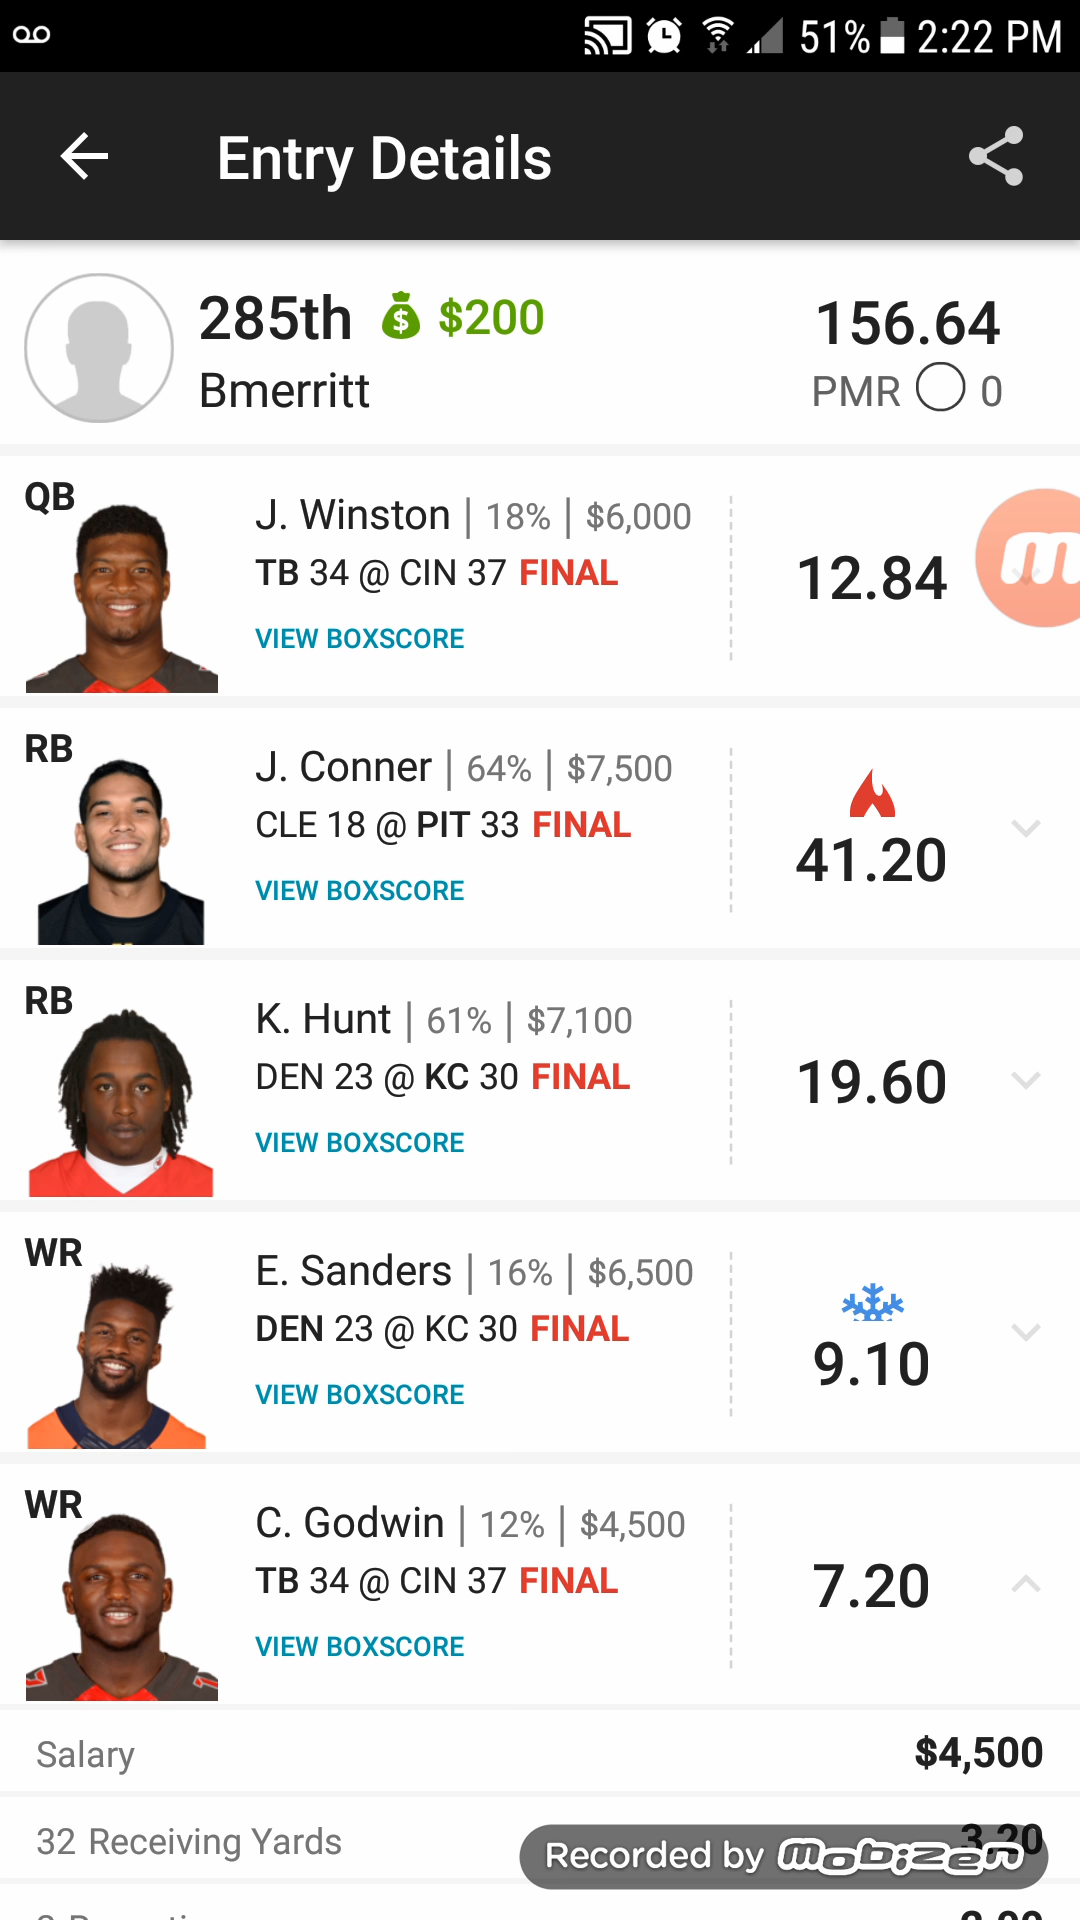 51% 2:22 PM
Entry Details
285th $200 156.64
Bmerritt PMR 0
QB J. Winston | 18% | $6,000
TB 34 @ CIN 37 FINAL 12.84
VIEW BOXSCORE
RB J. Conner | 64% | $7,500
CLE 18 @ PIT 33 FINAL 41.20
VIEW BOXSCORE
RB K. Hunt | 61% | $7,100
DEN 23 @ KC 30 FINAL 19.60
VIEW BOXSCORE
WR E. Sanders | 16% | $6,500
DEN 23 @ KC 30 FINAL 9.10
VIEW BOXSCORE
WR C. Godwin | 12% | $4,500
TB 34 @ CIN 37 FINAL 7.20
VIEW BOXSCORE
Salary $4,500
32 Receiving Yards 3.20
Recorded by mobizen